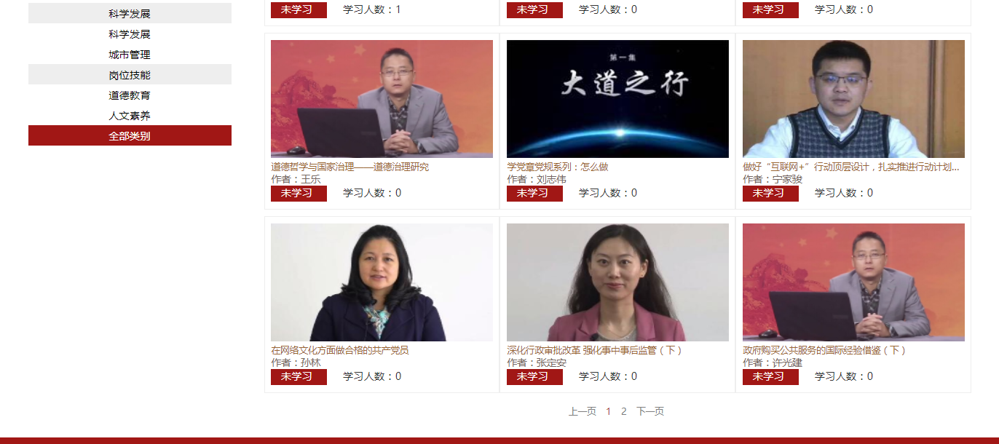 科学发展
科学发展
城市管理
岗位技能
道德教育
人文素养
全部类别
未学习 学习人数：1
未学习 学习人数：0
未学习 学习人数：0
道德哲学与国家治理——道德治理研究
作者：王乐
未学习 学习人数：0
第一集
大道之行
学党章党规系列：怎么做
作者：刘志伟
未学习 学习人数：0
做好“互联网+”行动顶层设计，扎实推进行动计划...
作者：宁家骏
未学习 学习人数：0
在网络文化方面做合格的共产党员
作者：孙林
未学习 学习人数：0
深化行政审批改革 强化事中事后监管（下）
作者：张定安
未学习 学习人数：0
政府购买公共服务的国际经验借鉴（下）
作者：许光建
未学习 学习人数：0
上一页 1 2 下一页